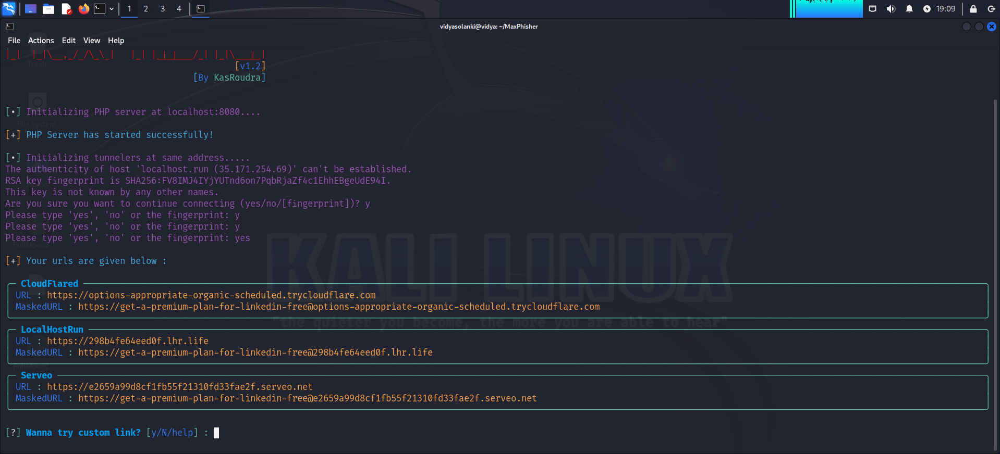 1 2 3 4
19:09
vidyasolanki@vidya: ~/MaxPhisher
File Actions Edit View Help
Trash
[v1.2]
[By KasRoudra]
[•] Initializing PHP server at localhost:8080....
File System
[+] PHP Server has started successfully!
[•] Initializing tunnelers at same address.....
The authenticity of host 'localhost.run (35.171.254.69)' can't be established.
RSA key fingerprint is SHA256:FV8IMJ4IYjYUTnd6on7PqbRjaZf4c1EhhEBgeUdE94I.
This key is not known by any other names.
Are you sure you want to continue connecting (yes/no/[fingerprint])? y
Please type 'yes', 'no' or the fingerprint: y
Please type 'yes', 'no' or the fingerprint: y
Please type 'yes', 'no' or the fingerprint: yes
FullMoon2...
KALI LINUX
[+] Your urls are given below :
CloudFlared
URL : https://options-appropriate-organic-scheduled.trycloudflare.com
MaskedURL : https://get-a-premium-plan-for-linkedin-free@options-appropriate-organic-scheduled.trycloudflare.com
"the quieter you become, the more you are able to hear"
LocalHostRun
URL : https://298b4fe64eed0f.lhr.life
MaskedURL : https://get-a-premium-plan-for-linkedin-free@298b4fe64eed0f.lhr.life
FullMoon2...
Serveo
URL : https://e2659a99d8cf1fb55f21310fd33fae2f.serveo.net
MaskedURL : https://get-a-premium-plan-for-linkedin-free@e2659a99d8cf1fb55f21310fd33fae2f.serveo.net
[?] Wanna try custom link? [y/N/help] :